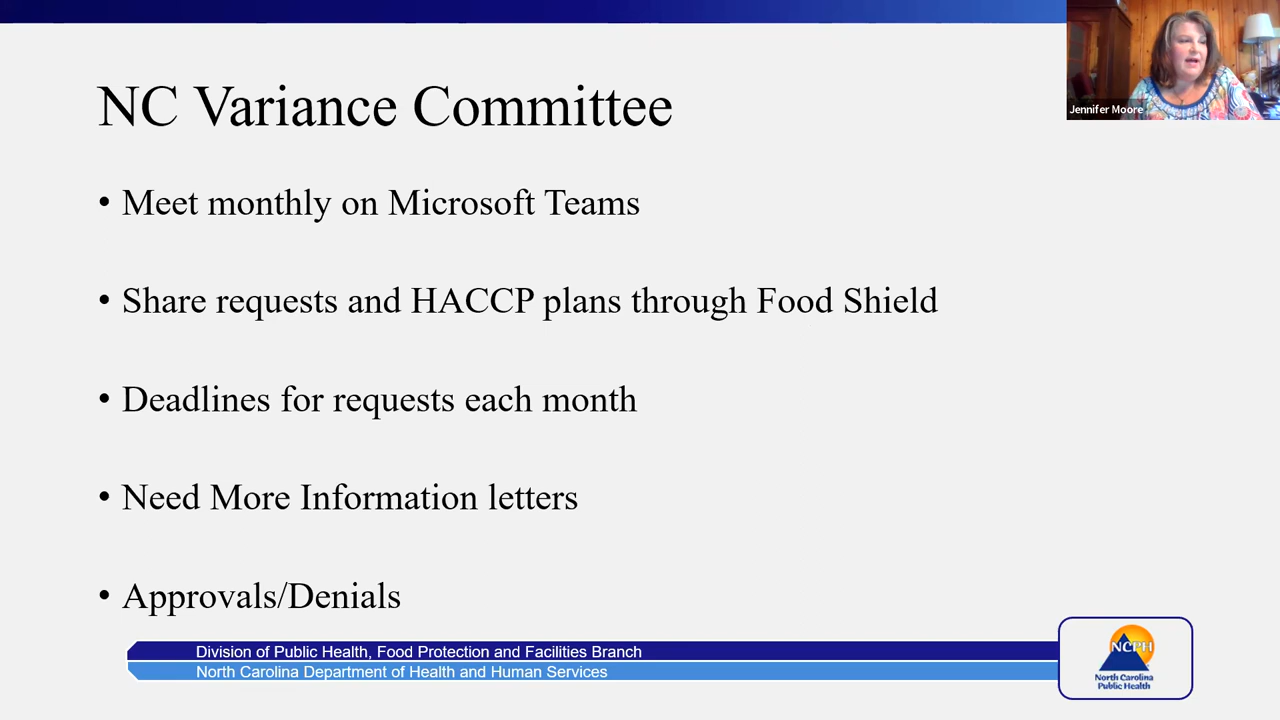 Jennifer Moore
NC Variance Committee
• Meet monthly on Microsoft Teams
• Share requests and HACCP plans through Food Shield
• Deadlines for requests each month
• Need More Information letters
• Approvals/Denials
Division of Public Health, Food Protection and Facilities Branch
North Carolina Department of Health and Human Services
NCPH
North Carolina
Public Health